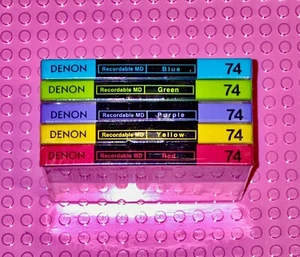 DENON Recordable MD Blue 74
DENON Recordable MD Green 74
DENON Recordable MD Purple 74
DENON Recordable MD Yellow 74
DENON Recordable MD Red 74